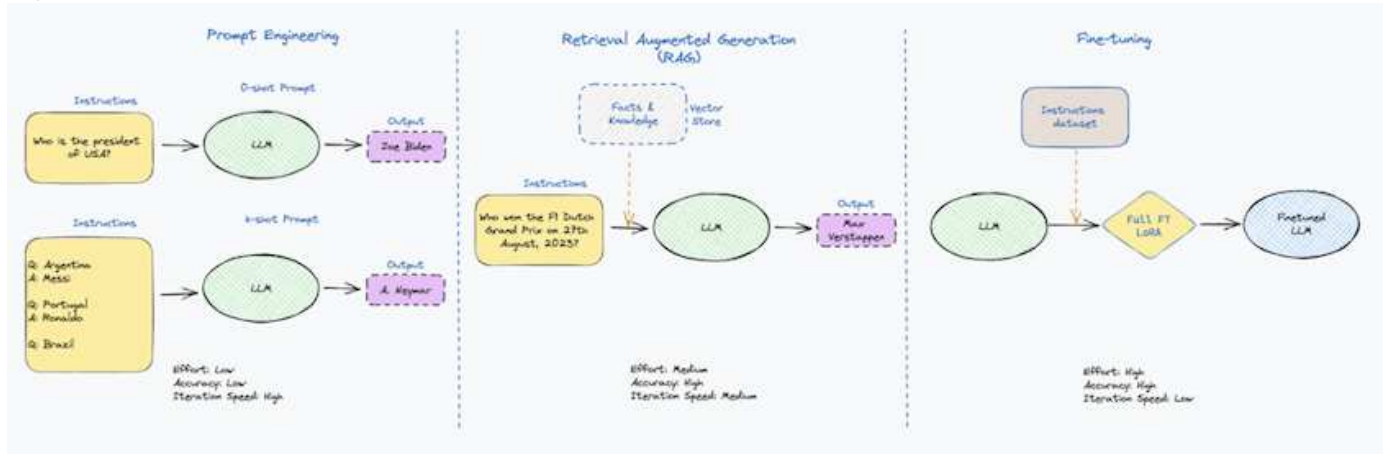 Prompt Engineering
0-shot Prompt
Instructions
Who is the president
of USA?
LLM
Output
Joe Biden
k-shot Prompt
Instructions
Q: Argentina
A: Messi
Q: Portugal
A: Ronaldo
Q: Brazil
LLM
Output
A. Neymar
Effort: Low
Accuracy: Low
Iteration Speed: High
Retrieval Augmented Generation
(RAG)
Facts &
Knowledge
Vector
Store
Instructions
Who won the F1 Dutch
Grand Prix on 27th
August, 2023?
LLM
Output
Max
Verstappen
Effort: Medium
Accuracy: High
Iteration Speed: Medium
Fine-tuning
Instructions
dataset
LLM
Full FT
LoRA
Finetuned
LLM
Effort: High
Accuracy: High
Iteration Speed: Low